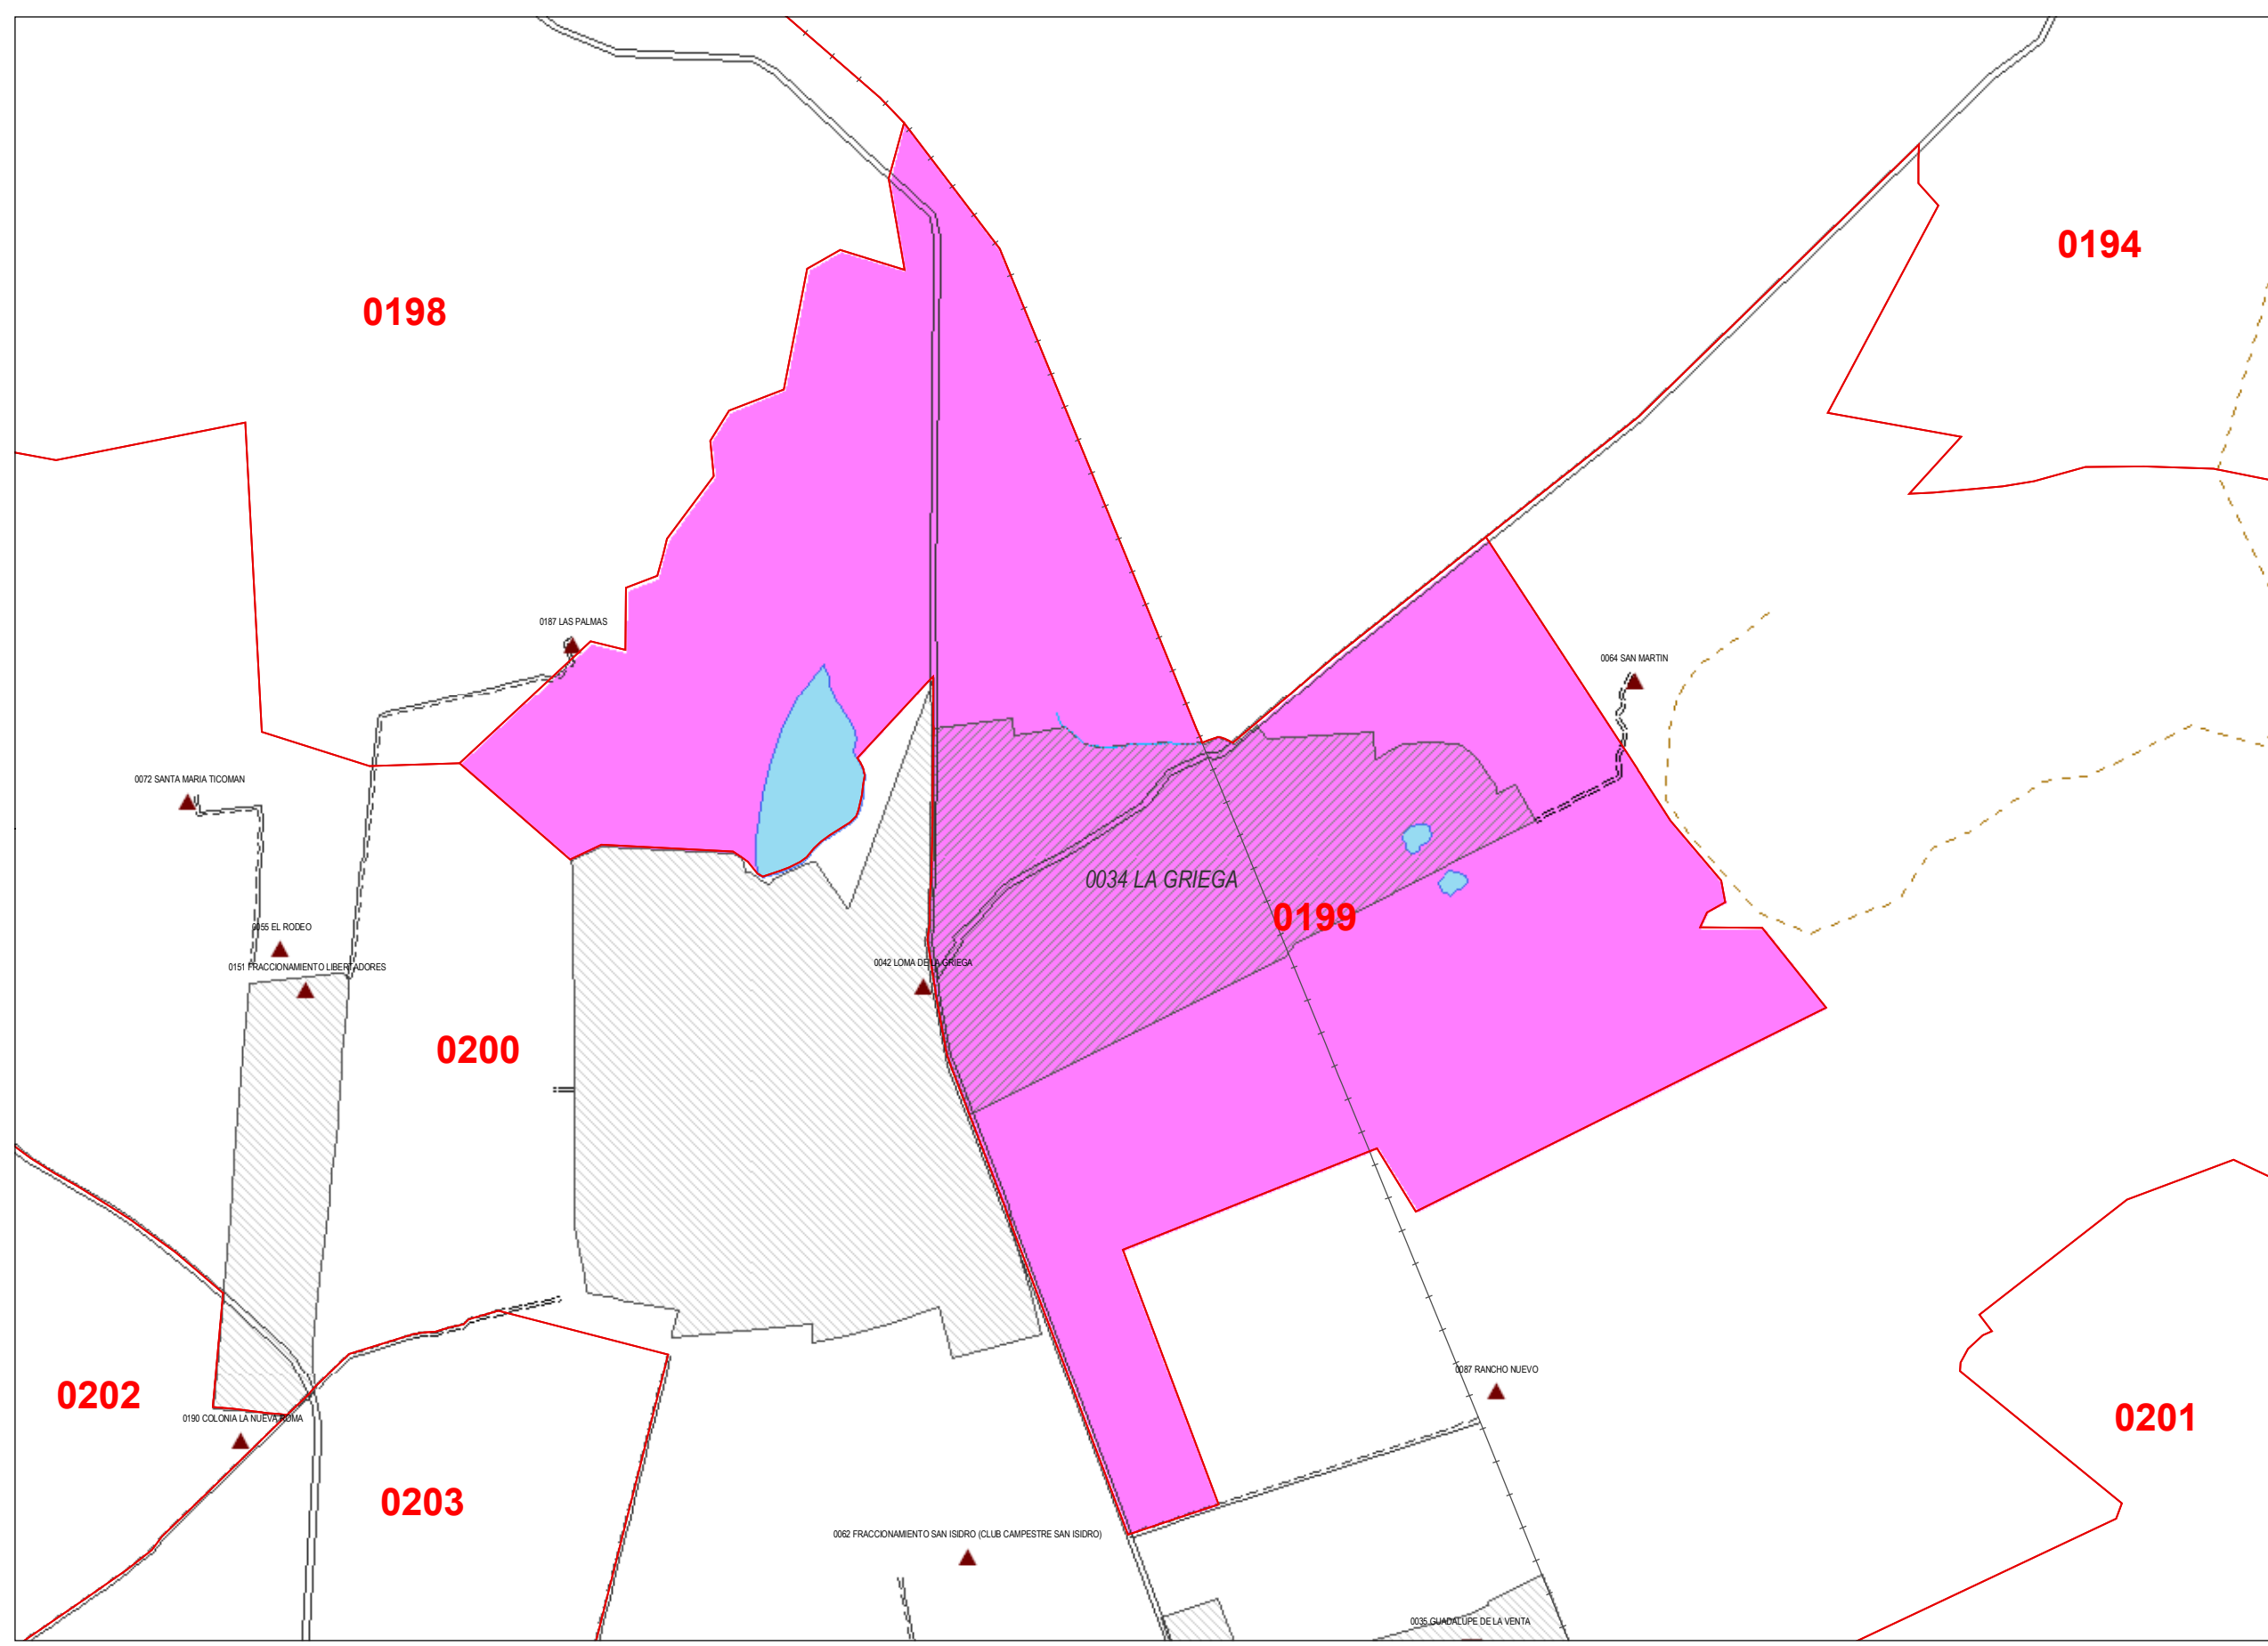 0194
0198
0187 LAS PALMAS
0064 SAN MARTIN
0072 SANTA MARIA TICOMAN
0034 LA GRIEGA
0199
0055 EL RODEO
0151 FRACCIONAMIENTO LIBERTADORES
0042 LOMA DE LA GRIEGA
0200
0087 RANCHO NUEVO
0202
0190 COLONIA LA NUEVA ROMA
0201
0203
0062 FRACCIONAMIENTO SAN ISIDRO (CLUB CAMPESTRE SAN ISIDRO)
0035 GUADALUPE DE LA VENTA